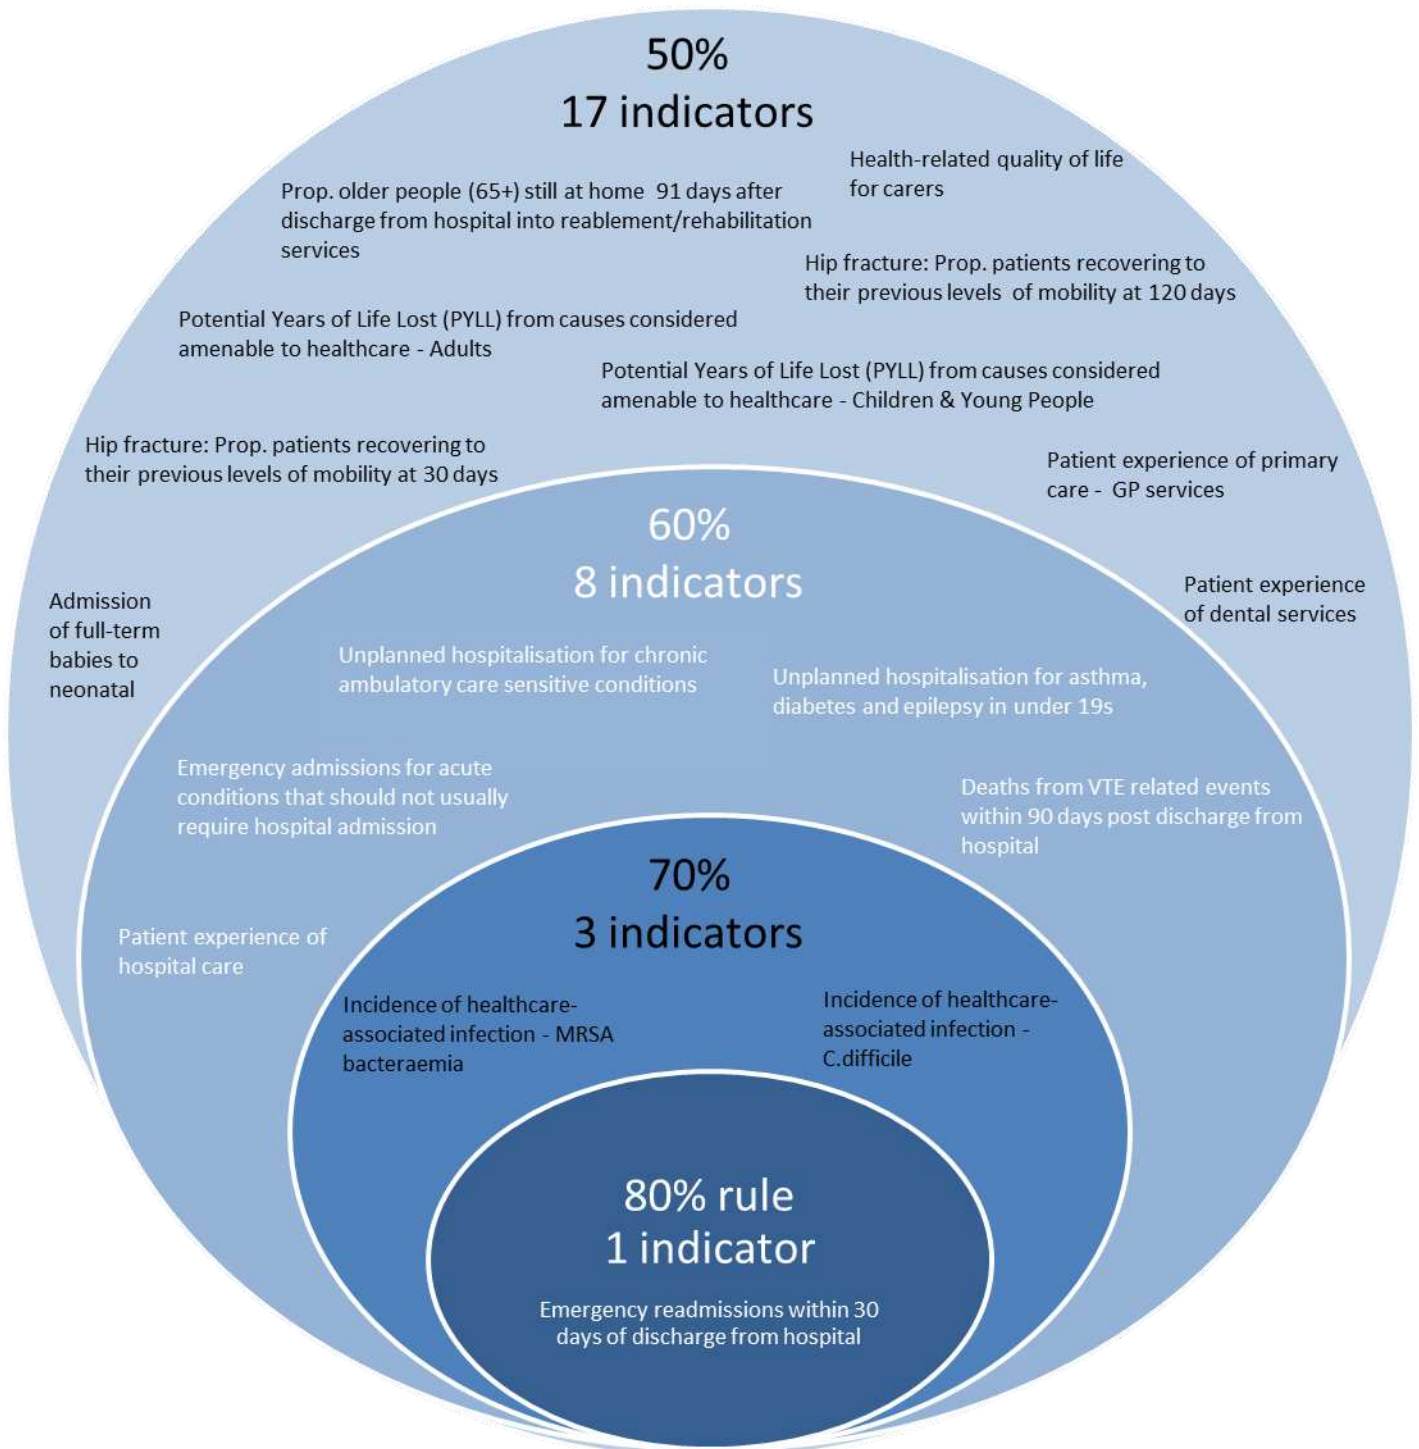 50%
17 indicators
Health-related quality of life
for carers
Prop. older people (65+) still at home 91 days after
discharge from hospital into reablement/rehabilitation
services
Hip fracture: Prop. patients recovering to
their previous levels of mobility at 120 days
Potential Years of Life Lost (PYLL) from causes considered
amenable to healthcare - Adults
Potential Years of Life Lost (PYLL) from causes considered
amenable to healthcare - Children & Young People
Hip fracture: Prop. patients recovering to
their previous levels of mobility at 30 days
Patient experience of primary
care - GP services
60%
8 indicators
Admission
of full-term
babies to
neonatal
Patient experience
of dental services
Unplanned hospitalisation for chronic
ambulatory care sensitive conditions
Unplanned hospitalisation for asthma,
diabetes and epilepsy in under 19s
Emergency admissions for acute
conditions that should not usually
require hospital admission
Deaths from VTE related events
within 90 days post discharge from
hospital
70%
3 indicators
Patient experience of
hospital care
Incidence of healthcare-
associated infection - MRSA
bacteraemia
Incidence of healthcare-
associated infection -
C.difficile
80% rule
1 indicator
Emergency readmissions within 30
days of discharge from hospital